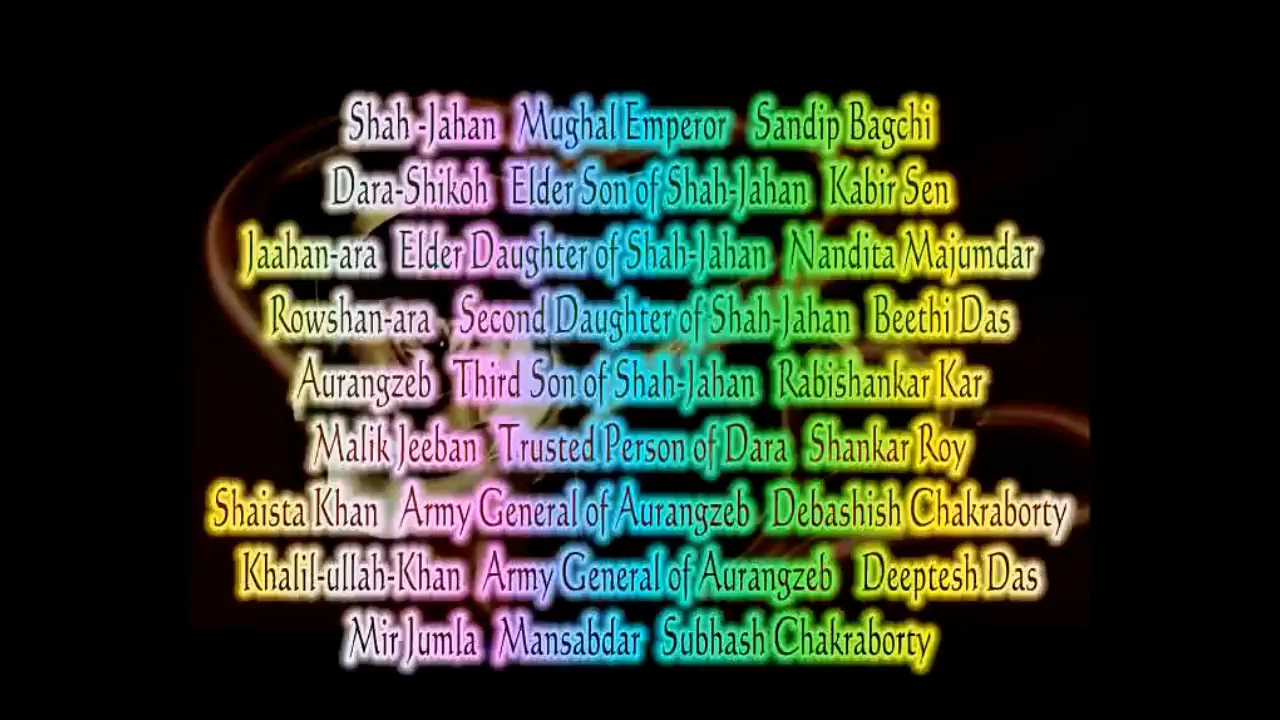 Shah -Jahan Mughal Emperor Sandip Bagchi
Dara-Shikoh Elder Son of Shah-Jahan Kabir Sen
Jaahan-ara Elder Daughter of Shah-Jahan Nandita Majumdar
Rowshan-ara Second Daughter of Shah-Jahan Beethi Das
Aurangzeb Third Son of Shah-Jahan Rabishankar Kar
Malik Jeeban Trusted Person of Dara Shankar Roy
Shaista Khan Army General of Aurangzeb Debashish Chakraborty
Khalil-ullah-Khan Army General of Aurangzeb Deeptesh Das
Mir Jumla Mansabdar Subhash Chakraborty